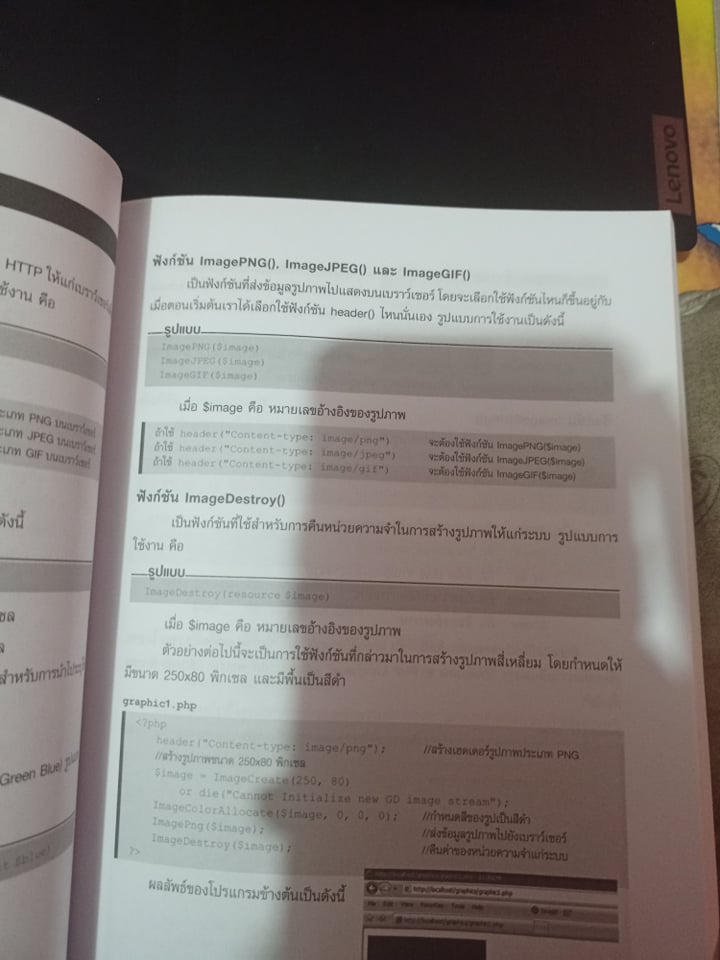 Lenovo
HTTP ให้แก่เบราว์เซอร์
ใช้งาน คือ
ะเภท PNG บนเบราว์เซอร์
ะเภท JPEG บนเบราว์เซอร์
ะเภท GIF บนเบราว์เซอร์
ดังนี้
ซล
ล
สำหรับการนำไป
Green Blue)
t $blue)
ฟังก์ชัน ImagePNG(), ImageJPEG() และ ImageGIF()
เป็นฟังก์ชันที่ส่งข้อมูลรูปภาพไปแสดงบนเบราว์เซอร์ โดยจะเลือกใช้ฟังก์ชันไหนก็ขึ้นอยู่กับ
เมื่อตอนเริ่มต้นเราได้เลือกใช้ฟังก์ชัน header() ไหนนั่นเอง รูปแบบการใช้งานเป็นดังนี้
รูปแบบ
ImagePNG($image)
ImageJPEG($image)
ImageGIF($image)
เมื่อ $image คือ หมายเลขอ้างอิงของรูปภาพ
ถ้าใช้ header("Content-type: image/png") จะต้องใช้ฟังก์ชัน ImagePNG($image)
ถ้าใช้ header("Content-type: image/jpeg") จะต้องใช้ฟังก์ชัน ImageJPEG($image)
ถ้าใช้ header("Content-type: image/gif") จะต้องใช้ฟังก์ชัน ImageGIF($image)
ฟังก์ชัน ImageDestroy()
เป็นฟังก์ชันที่ใช้สำหรับการคืนหน่วยความจำในการสร้างรูปภาพให้แก่ระบบ รูปแบบการ
ใช้งาน คือ
รูปแบบ
ImageDestroy(resource $image)
เมื่อ $image คือ หมายเลขอ้างอิงของรูปภาพ
ตัวอย่างต่อไปนี้จะเป็นการใช้ฟังก์ชันที่กล่าวมาในการสร้างรูปภาพสี่เหลี่ยม โดยกำหนดให้
มีขนาด 250x80 พิกเซล และมีพื้นเป็นสีดำ
graphic1.php
<?php
header("Content-type: image/png"); //สร้างเฮดเดอร์รูปภาพประเภท PNG
//สร้างรูปภาพขนาด 250x80 พิกเซล
$image = ImageCreate(250, 80)
or die("Cannot Initialize new GD image stream");
ImageColorAllocate($image, 0, 0, 0); //กำหนดสีของรูปเป็นสีดำ
ImagePng($image); //ส่งข้อมูลรูปภาพไปยังเบราว์เซอร์
ImageDestroy($image); //คืนค่าของหน่วยความจำแก่ระบบ
?>
ผลลัพธ์ของโปรแกรมข้างต้นเป็นดังนี้
http://localhost/graphics/graphic1.php
File Edit View Favorites Tools Help
http://localhost/graphics/graphic1.php